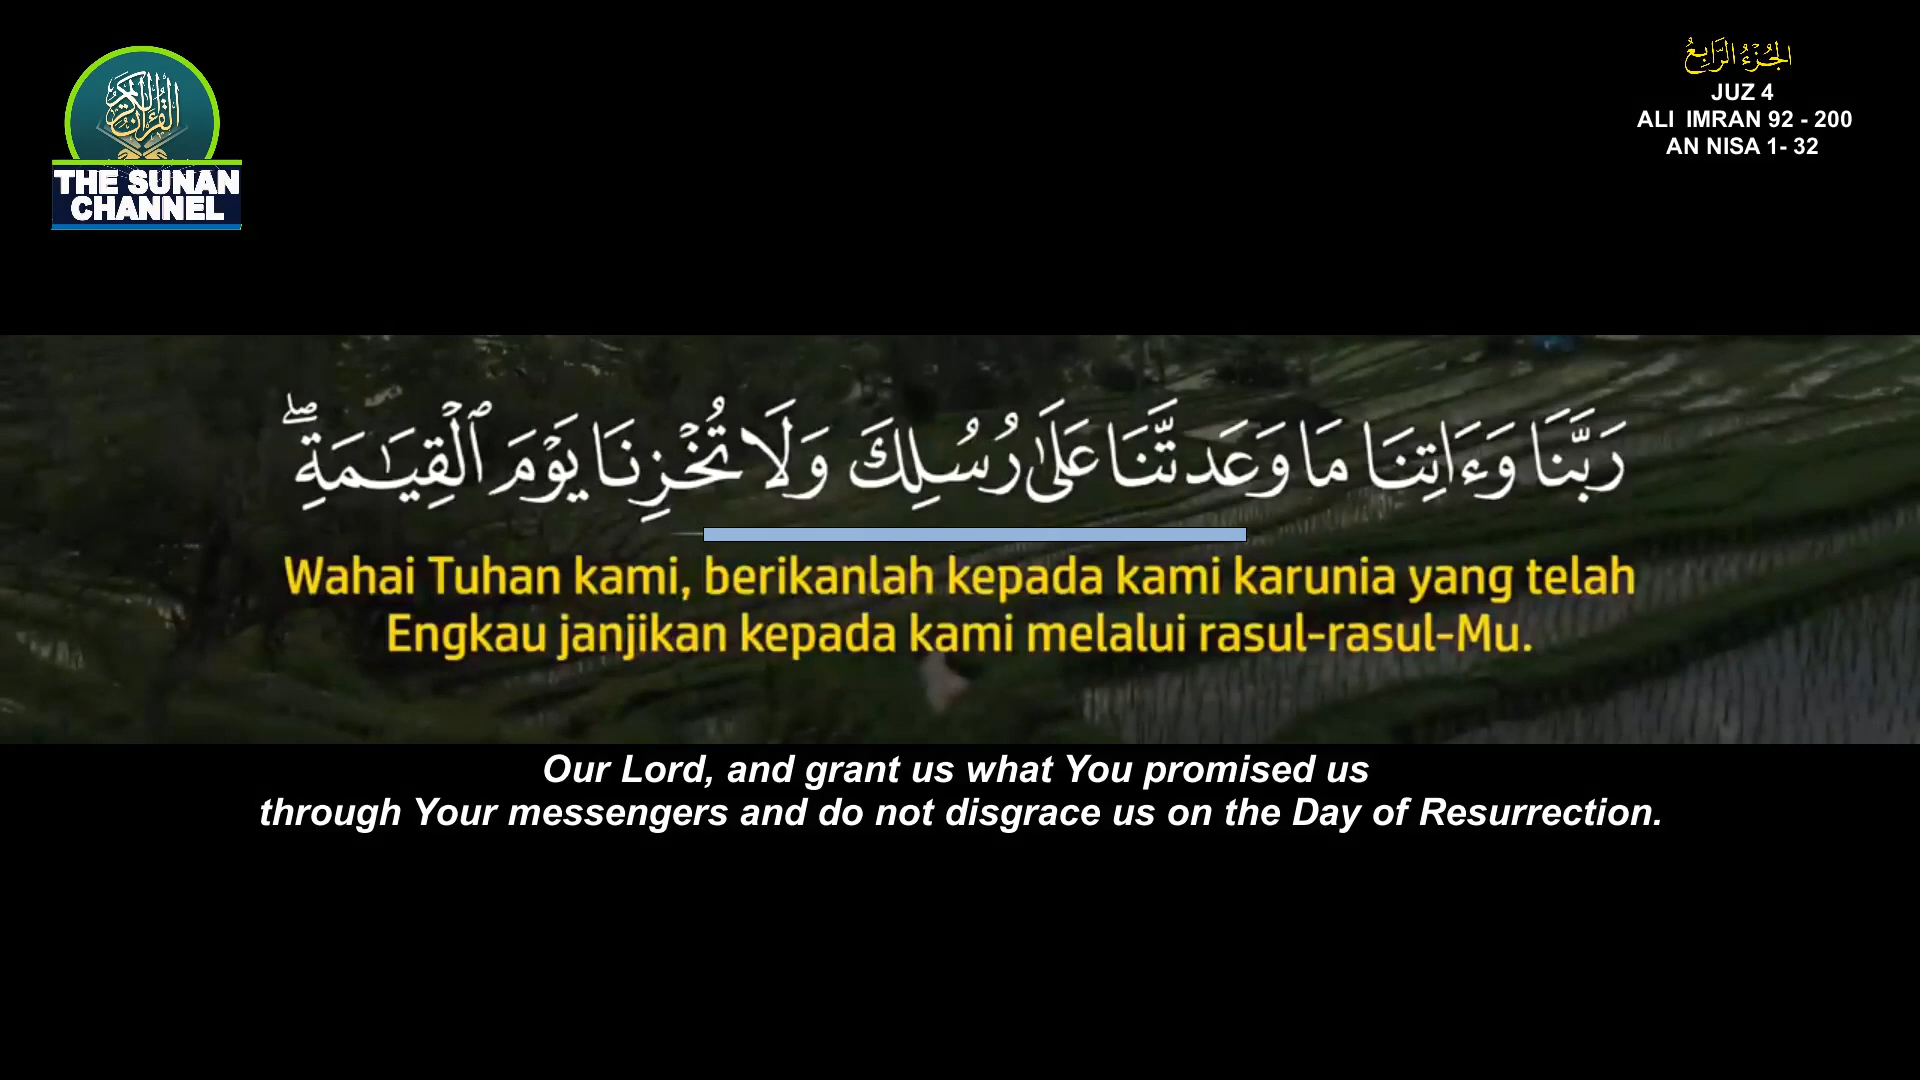 القرآن الكريم
THE SUNAN
CHANNEL
الجُزْءُ الرَّابِعُ
JUZ 4
ALI IMRAN 92 - 200
AN NISA 1- 32
رَبَّنَا وَءَاتِنَا مَا وَعَدتَّنَا عَلَىٰ رُسُلِكَ وَلَا تُخْزِنَا يَوْمَ ٱلْقِيَـٰمَةِ ۖ
Wahai Tuhan kami, berikanlah kepada kami karunia yang telah
Engkau janjikan kepada kami melalui rasul-rasul-Mu.
Our Lord, and grant us what You promised us
through Your messengers and do not disgrace us on the Day of Resurrection.